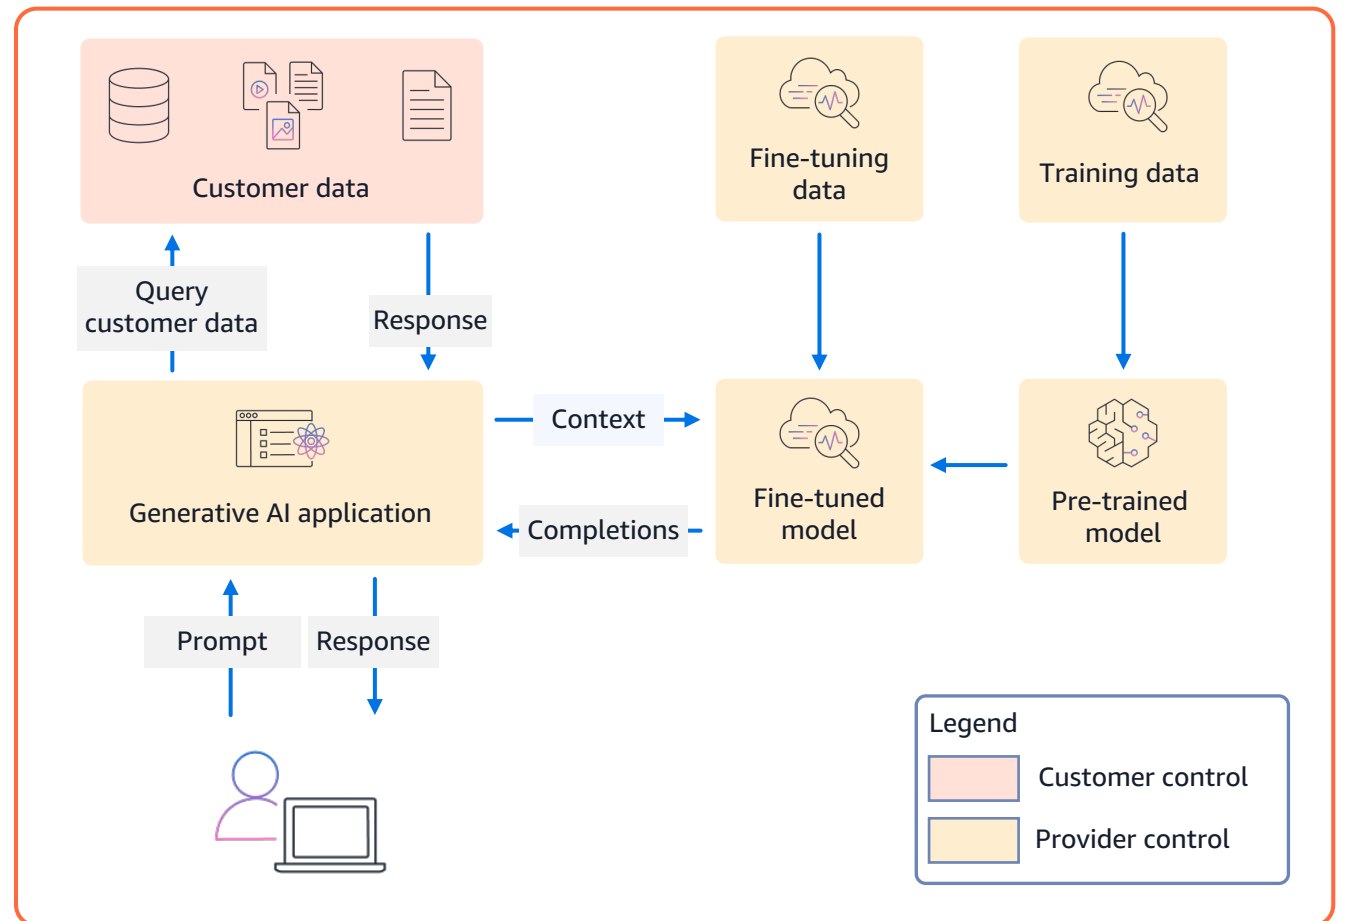 Customer data
Fine-tuning
data
Training data
Query
customer data
Response
Generative AI application
Context
Completions
Fine-tuned
model
Pre-trained
model
Prompt
Response
Legend
Customer control
Provider control